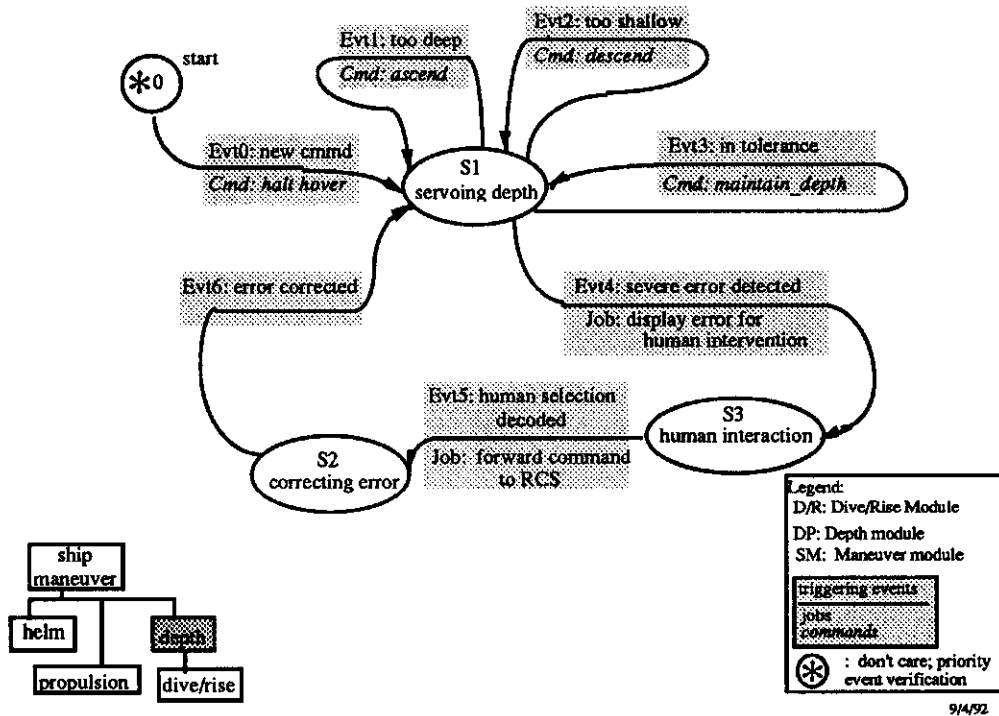 start
*0
Evt0: new cmmd
Cmd: halt hover
Evt1: too deep
Cmd: ascend
Evt2: too shallow
Cmd: descend
Evt3: in tolerance
Cmd: maintain_depth
S1
servoing depth
Evt6: error corrected
Evt4: severe error detected
Job: display error for
human intervention
Evt5: human selection
decoded
Job: forward command
to RCS
S3
human interaction
S2
correcting error
ship
maneuver
helm
depth
propulsion
dive/rise
Legend:
D/R: Dive/Rise Module
DP: Depth module
SM: Maneuver module
triggering events
jobs
commands
* : don't care; priority
event verification
9/4/92